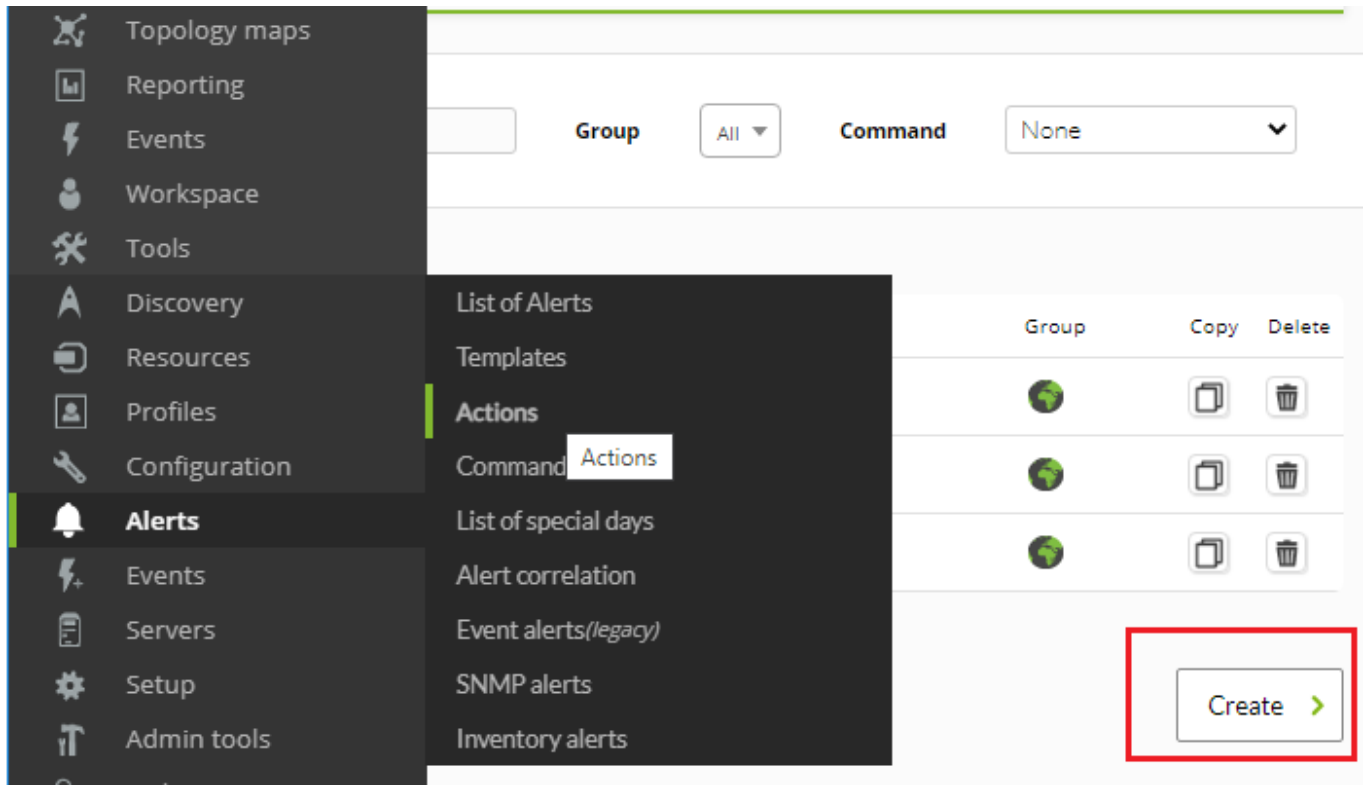 Topology maps
Reporting
Events
Workspace
Tools
Discovery
Resources
Profiles
Configuration
Alerts
Events
Servers
Setup
Admin tools
List of Alerts
Templates
Actions
Command
Actions
List of special days
Alert correlation
Event alerts(legacy)
SNMP alerts
Inventory alerts
Group All Command None
Group Copy Delete
Create